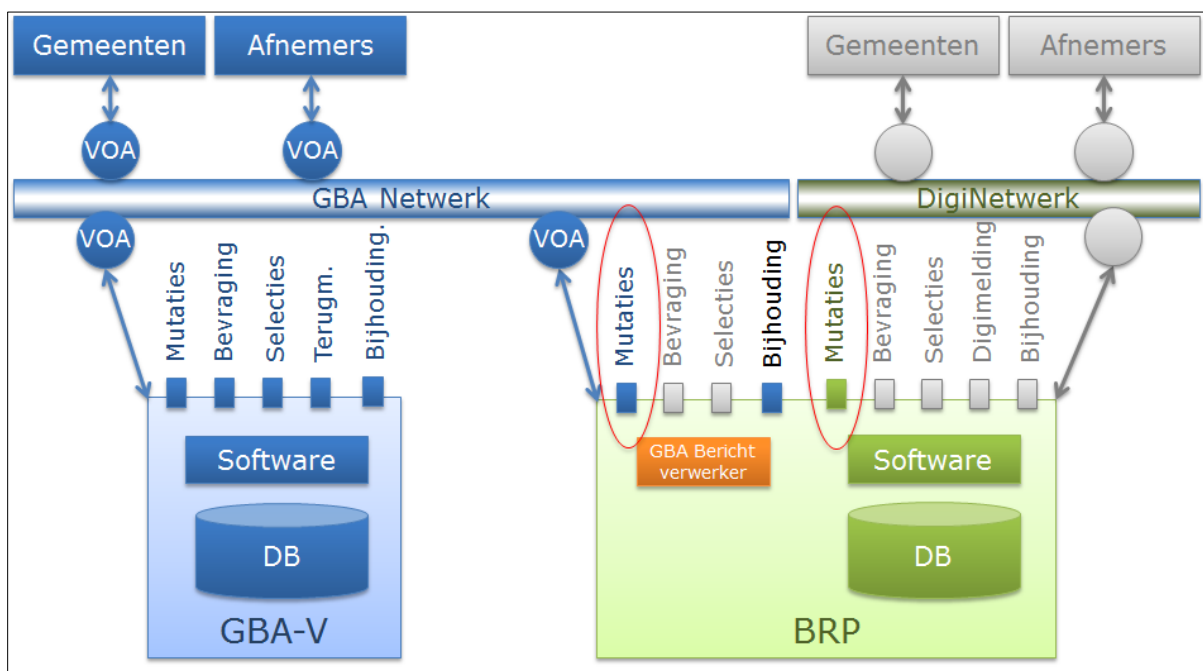 Gemeenten
Afnemers
Gemeenten
Afnemers
VOA
VOA
GBA Netwerk
DigiNetwerk
VOA
VOA
Mutaties
Bevraging
Selecties
Terugm.
Bijhouding.
Mutaties
Bevraging
Selecties
Bijhouding
Mutaties
Bevraging
Selecties
Digimelding
Bijhouding
Software
GBA Bericht
verwerker
Software
DB
DB
GBA-V
BRP